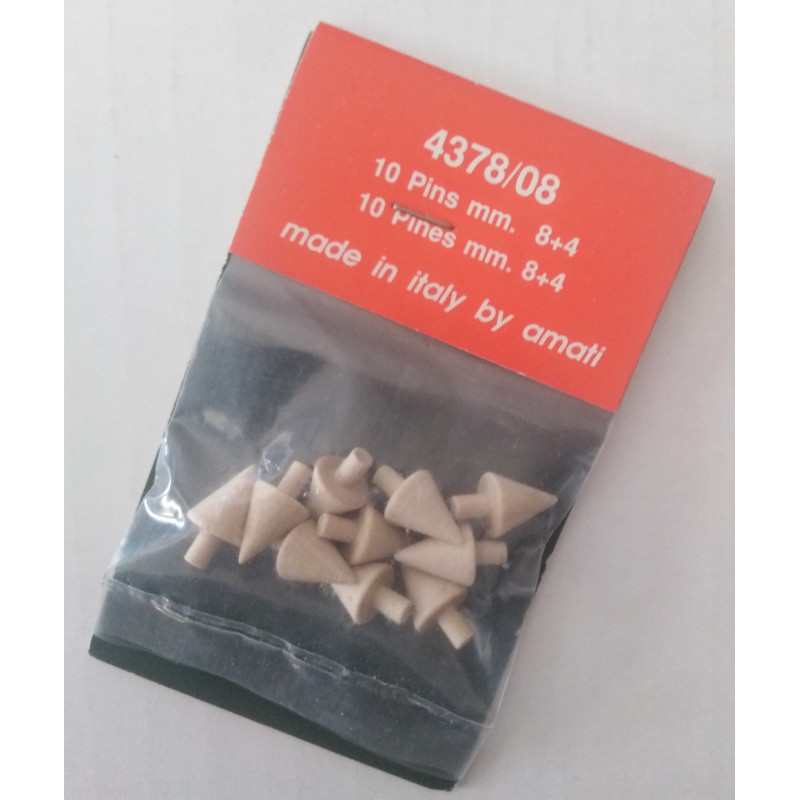 4378/08
10 Pins mm. 8+4
10 Pines mm. 8+4
made in italy by amati